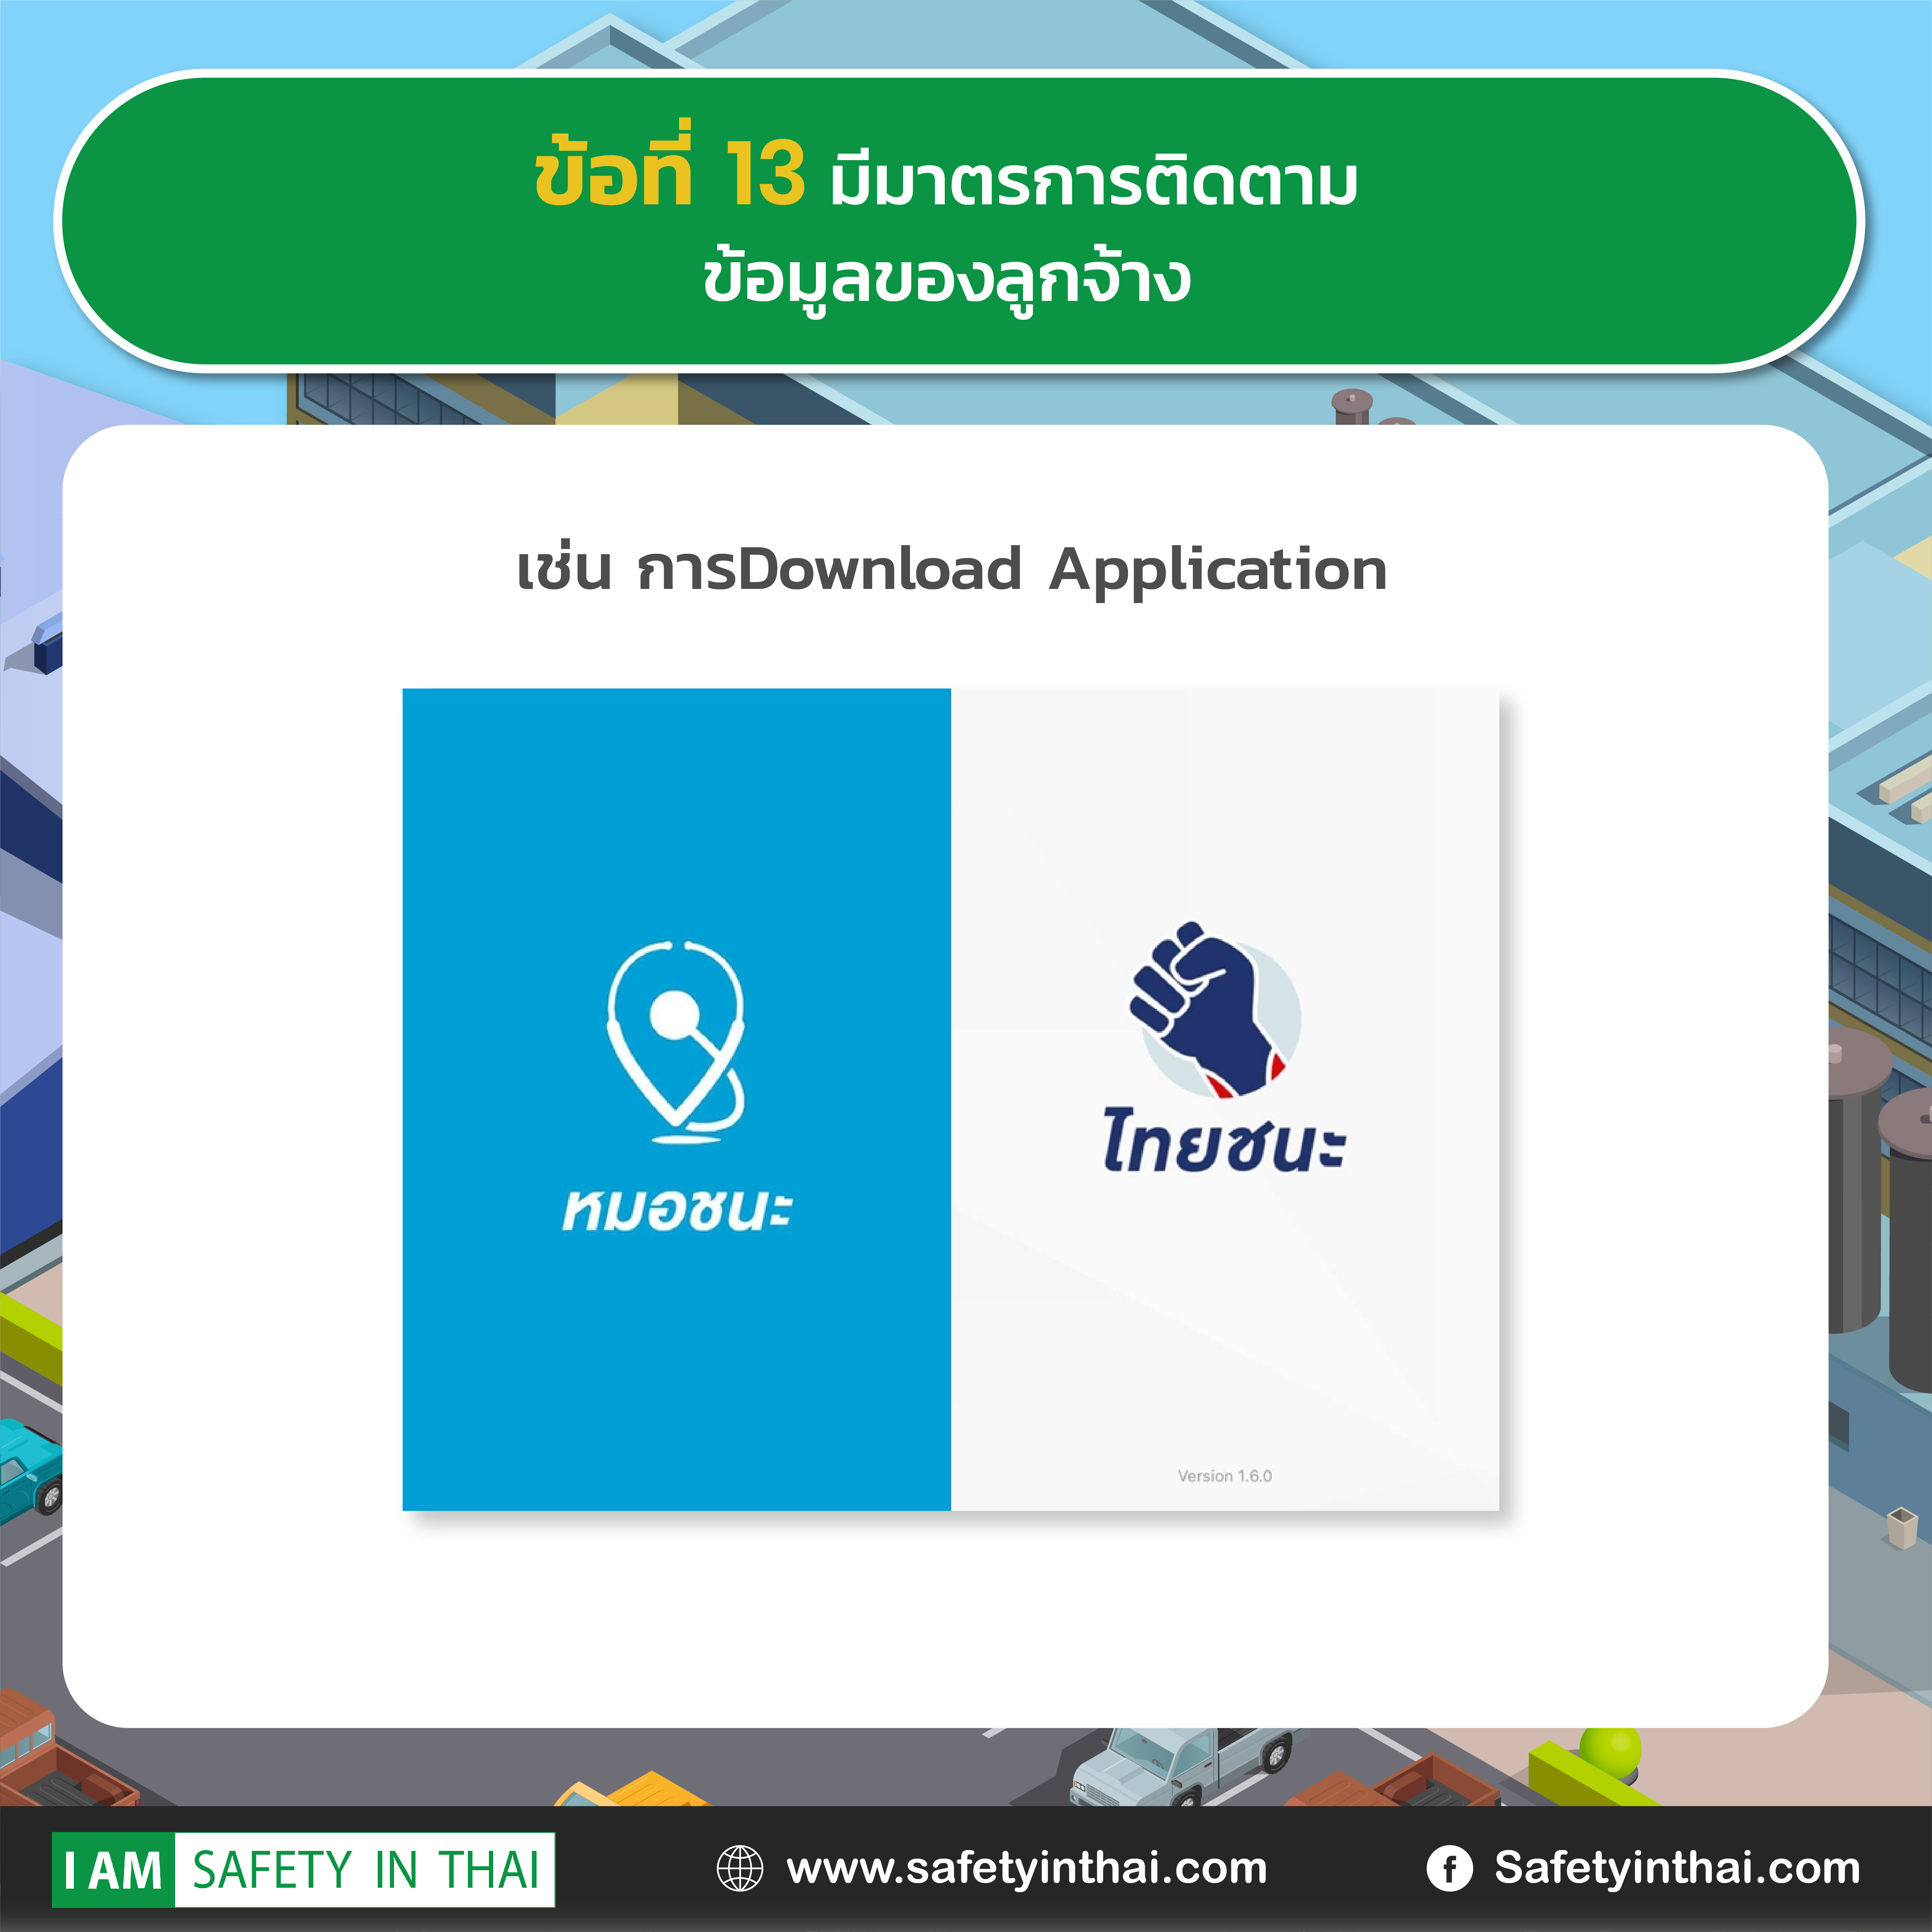 ข้อที่ 13 มีมาตรการติดตาม
ข้อมูลของลูกจ้าง
เช่น การDownload Application
หมอชนะ
ไทยชนะ
Version 1.6.0
I AM SAFETY IN THAI
www.safetyinthai.com
Safetyinthai.com